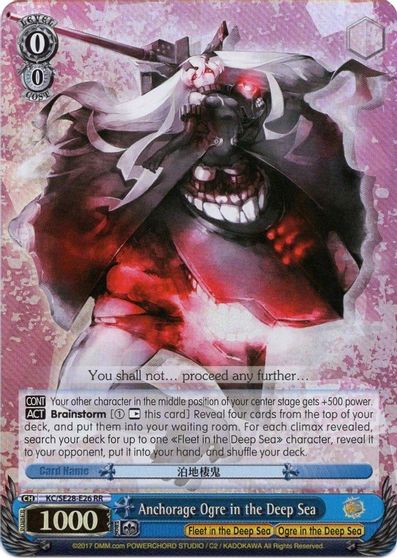 LEVEL
0
0
COST
You shall not… proceed any further…
CONT Your other character in the middle position of your center stage gets +500 power.
ACT Brainstorm [① this card] Reveal four cards from the top of your
deck, and put them into your waiting room. For each climax revealed,
search your deck for up to one «Fleet in the Deep Sea» character, reveal it
to your opponent, put it into your hand, and shuffle your deck.
Card Name 泊地棲鬼
CH KC/SE28-E26 RR
Anchorage Ogre in the Deep Sea
POWER 1000 SOUL
Fleet in the Deep Sea Ogre in the Deep Sea
©2017 DMM.com POWERCHORD STUDIO / C2 / KADOKAWA All Rights Reserved.